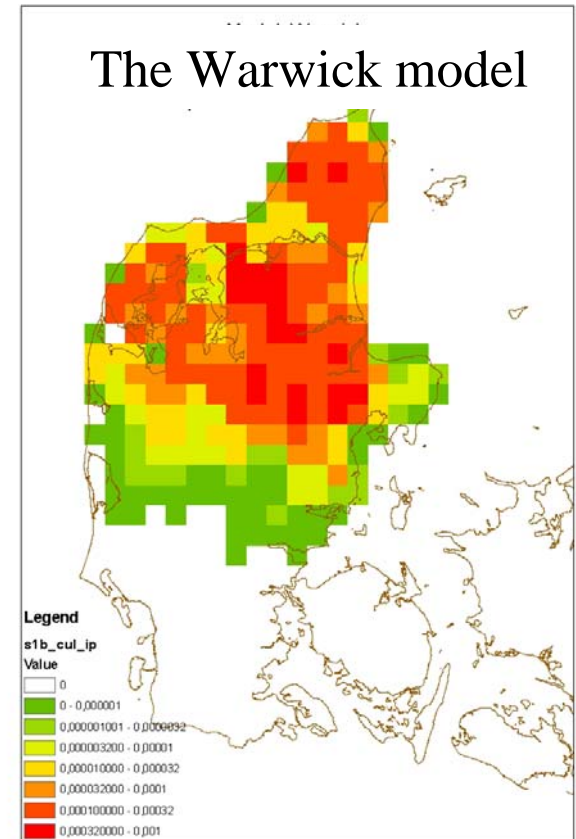 The Warwick model
Legend
s1b_cul_ip
Value
0
0 - 0,000001
0,000001001 - 0,0000032
0,000003200 - 0,00001
0,000010000 - 0,000032
0,000032000 - 0,0001
0,000100000 - 0,00032
0,000320000 - 0,001